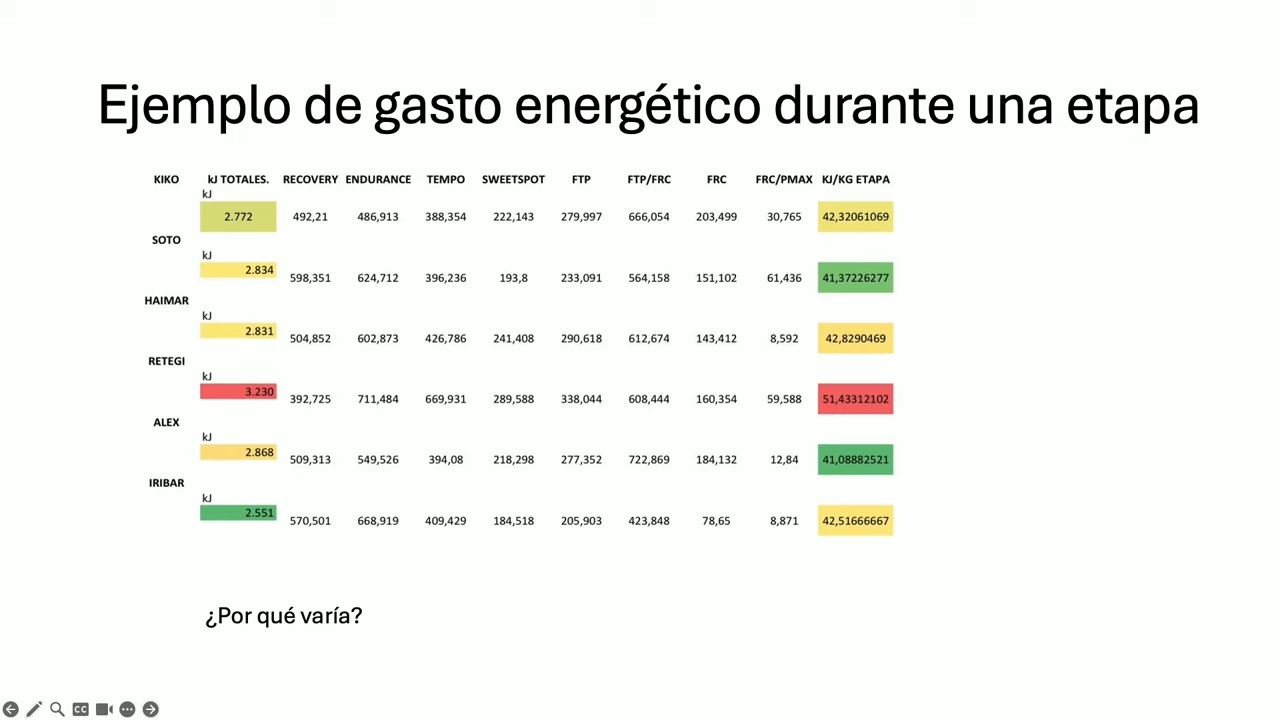 Ejemplo de gasto energético durante una etapa
KIKO kJ TOTALES. RECOVERY ENDURANCE TEMPO SWEETSPOT FTP FTP/FRC FRC FRC/PMAX KJ/KG ETAPA
kJ
2.772 492,21 486,913 388,354 222,143 279,997 666,054 203,499 30,765 42,32061069
SOTO
kJ
2.834 598,351 624,712 396,236 193,8 233,091 564,158 151,102 61,436 41,37226277
HAIMAR
kJ
2.831 504,852 602,873 426,786 241,408 290,618 612,674 143,412 8,592 42,8290469
RETEGI
kJ
3.230 392,725 711,484 669,931 289,588 338,044 608,444 160,354 59,588 51,43312102
ALEX
kJ
2.868 509,313 549,526 394,08 218,298 277,352 722,869 184,132 12,84 41,08882521
IRIBAR
kJ
2.551 570,501 668,919 409,429 184,518 205,903 423,848 78,65 8,871 42,51666667
¿Por qué varía?
CC